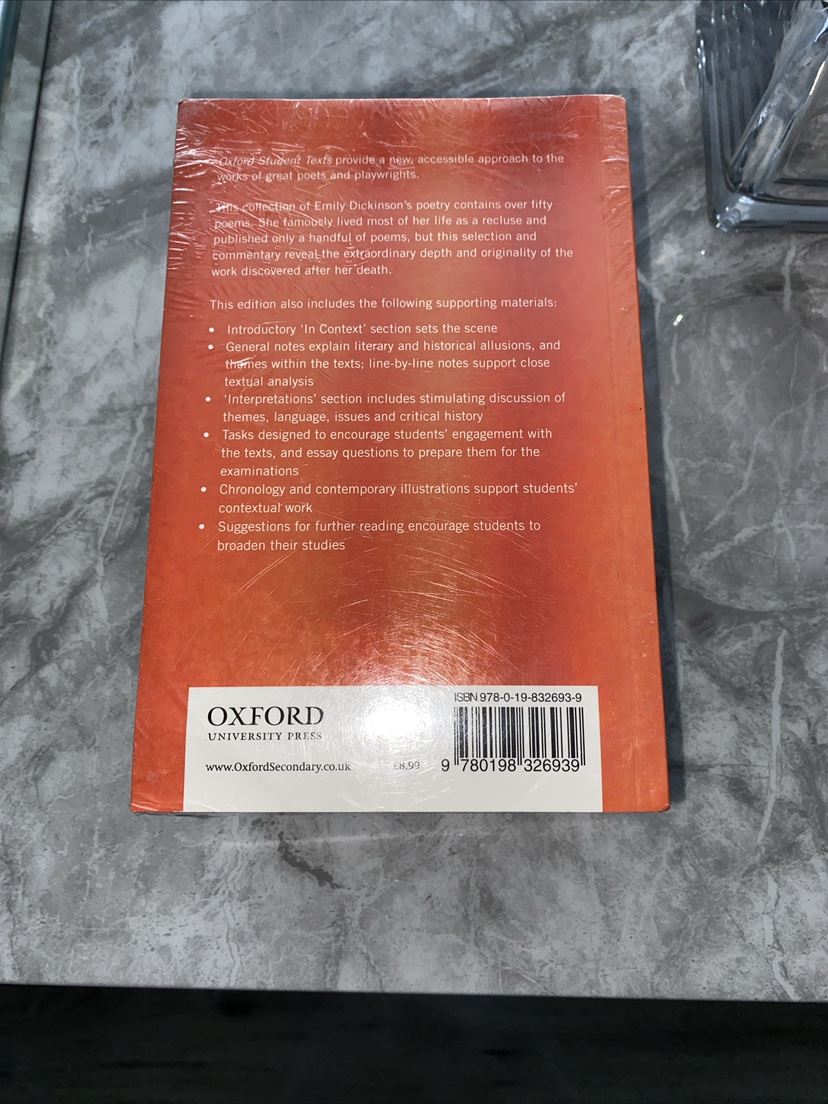 Oxford Student Texts provide a new, accessible approach to the
works of great poets and playwrights.
This collection of Emily Dickinson's poetry contains over fifty
poems. She famously lived most of her life as a recluse and
published only a handful of poems, but this selection and
commentary reveal the extraordinary depth and originality of the
work discovered after her death.
This edition also includes the following supporting materials:
• Introductory 'In Context' section sets the scene
• General notes explain literary and historical allusions, and
themes within the texts; line-by-line notes support close
textual analysis
• 'Interpretations' section includes stimulating discussion of
themes, language, issues and critical history
• Tasks designed to encourage students' engagement with
the texts, and essay questions to prepare them for the
examinations
• Chronology and contemporary illustrations support students'
contextual work
• Suggestions for further reading encourage students to
broaden their studies
OXFORD
UNIVERSITY PRESS
www.OxfordSecondary.co.uk
£8.99
ISBN 978-0-19-832693-9
9 780198 326939